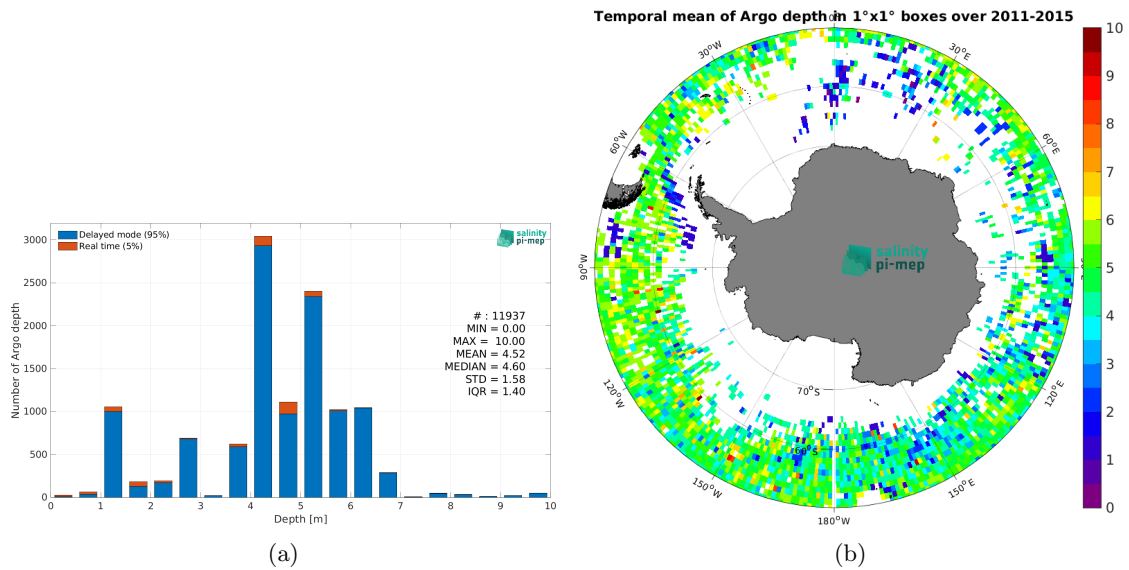 Delayed mode (95%)
Real time (5%)
salinity
pi-mep
Number of Argo depth
3000
2500
2000
1500
1000
500
0
# : 11937
MIN = 0.00
MAX = 10.00
MEAN = 4.52
MEDIAN = 4.60
STD = 1.58
IQR = 1.40
0 1 2 3 4 5 6 7 8 9 10
Depth [m]
(a)
Temporal mean of Argo depth in 1°x1° boxes over 2011-2015
30°W
30°E
60°W
60°E
90°W
120°W
120°E
150°W
150°E
180°W
70°S
60°S
salinity
pi-mep
10
9
8
7
6
5
4
3
2
1
0
(b)